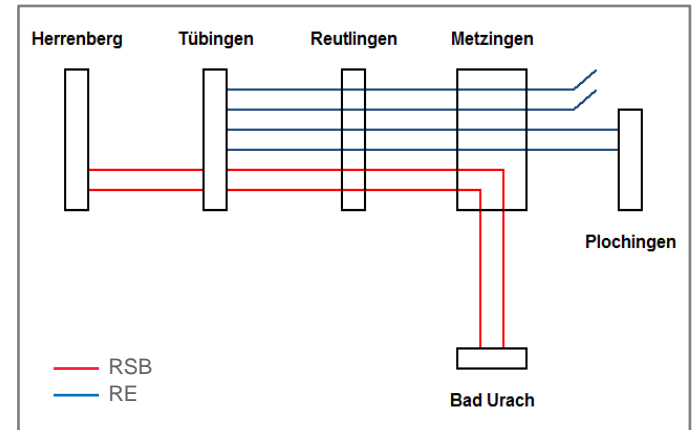 Herrenberg Tübingen Reutlingen Metzingen
Plochingen
RSB
RE
Bad Urach